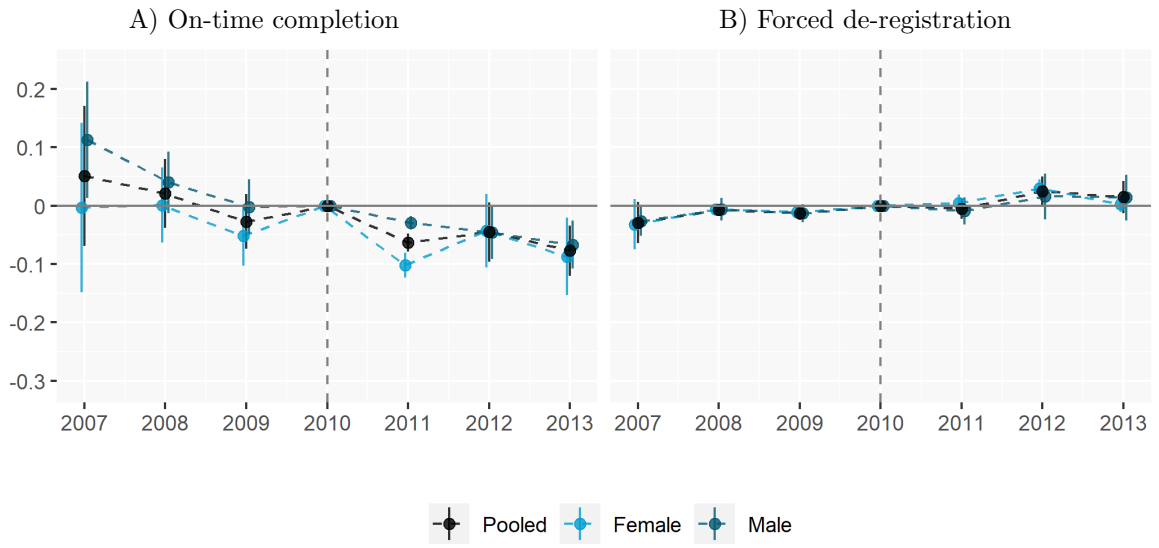 A) On-time completion
B) Forced de-registration
0.2
0.1
0
-0.1
-0.2
-0.3
2007 2008 2009 2010 2011 2012 2013
2007 2008 2009 2010 2011 2012 2013
Pooled Female Male